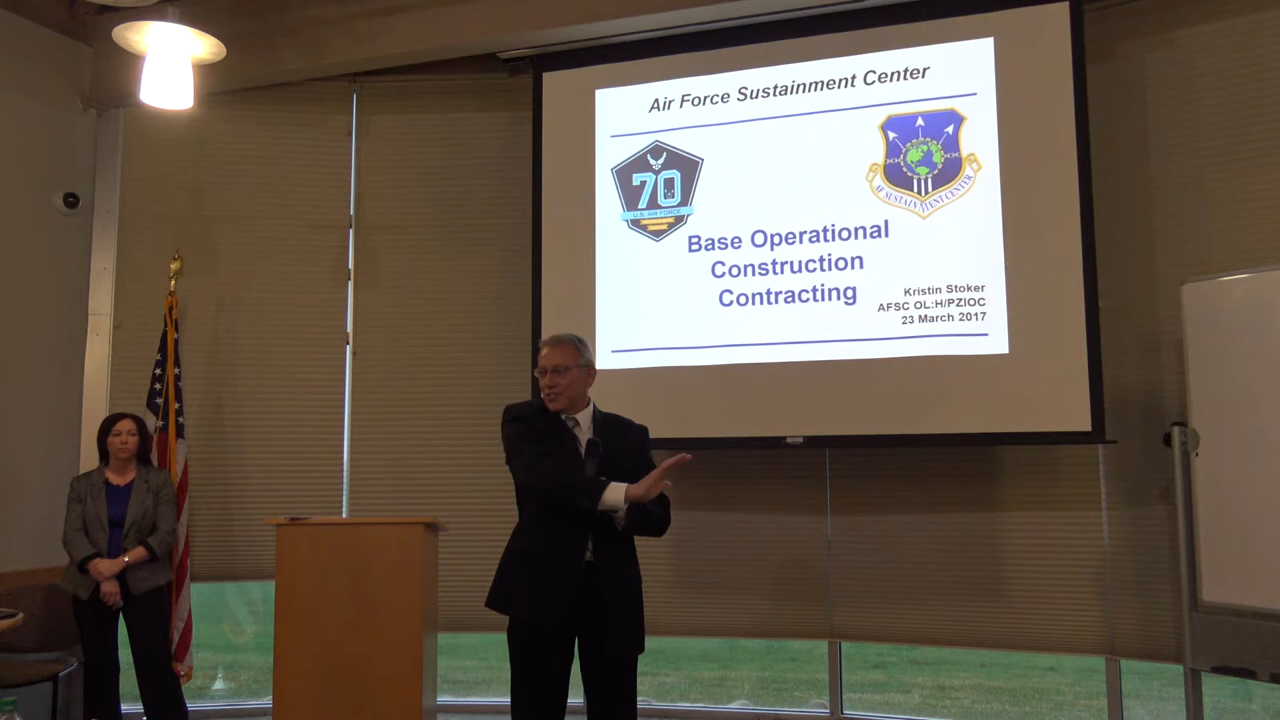 Air Force Sustainment Center
70
U.S. AIR FORCE
AF SUSTAINMENT CENTER
Base Operational
Construction
Contracting
Kristin Stoker
AFSC OL:H/PZIOC
23 March 2017